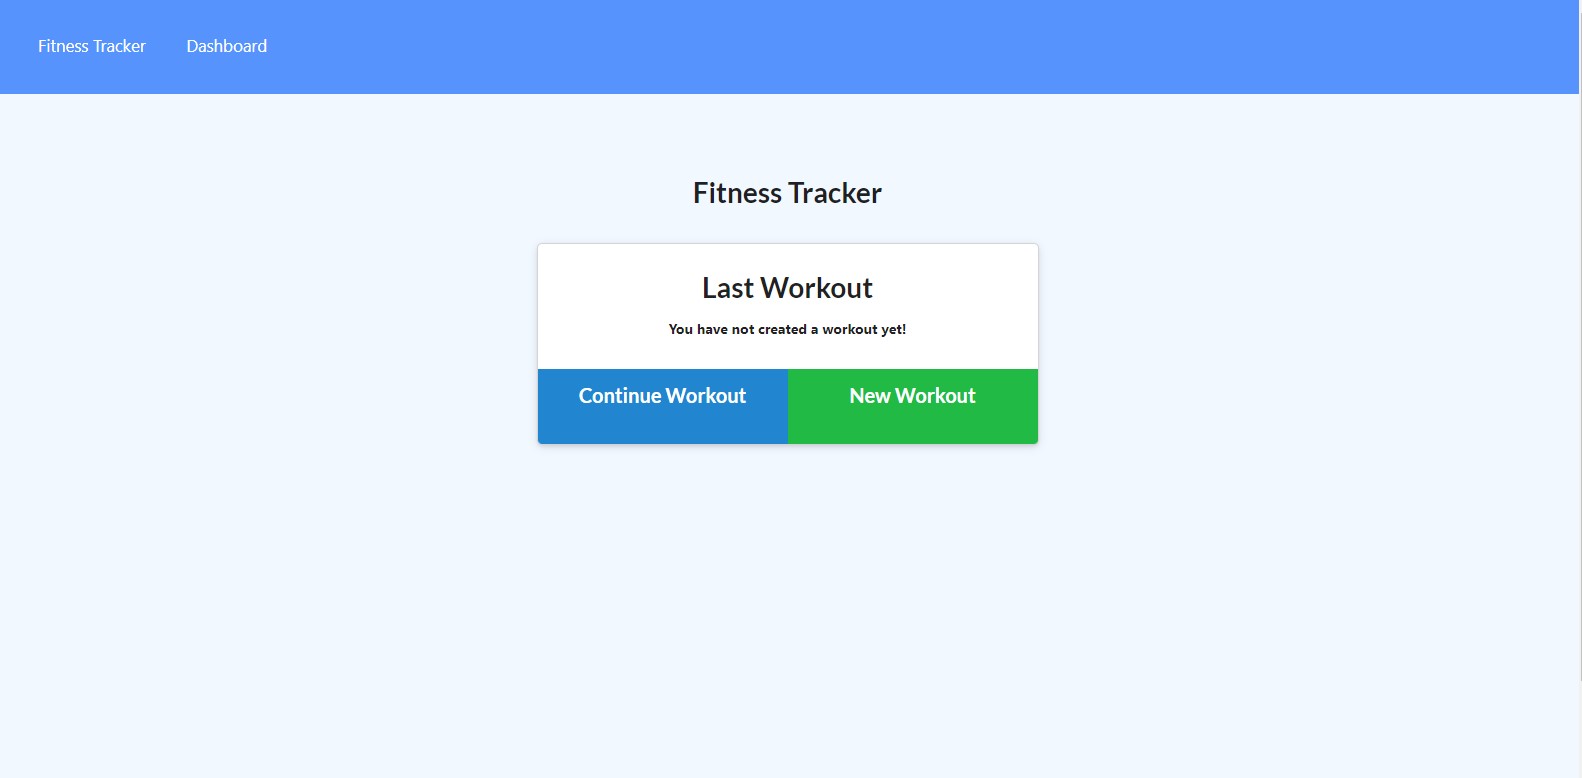 Fitness Tracker Dashboard
Fitness Tracker
Last Workout
You have not created a workout yet!
Continue Workout New Workout